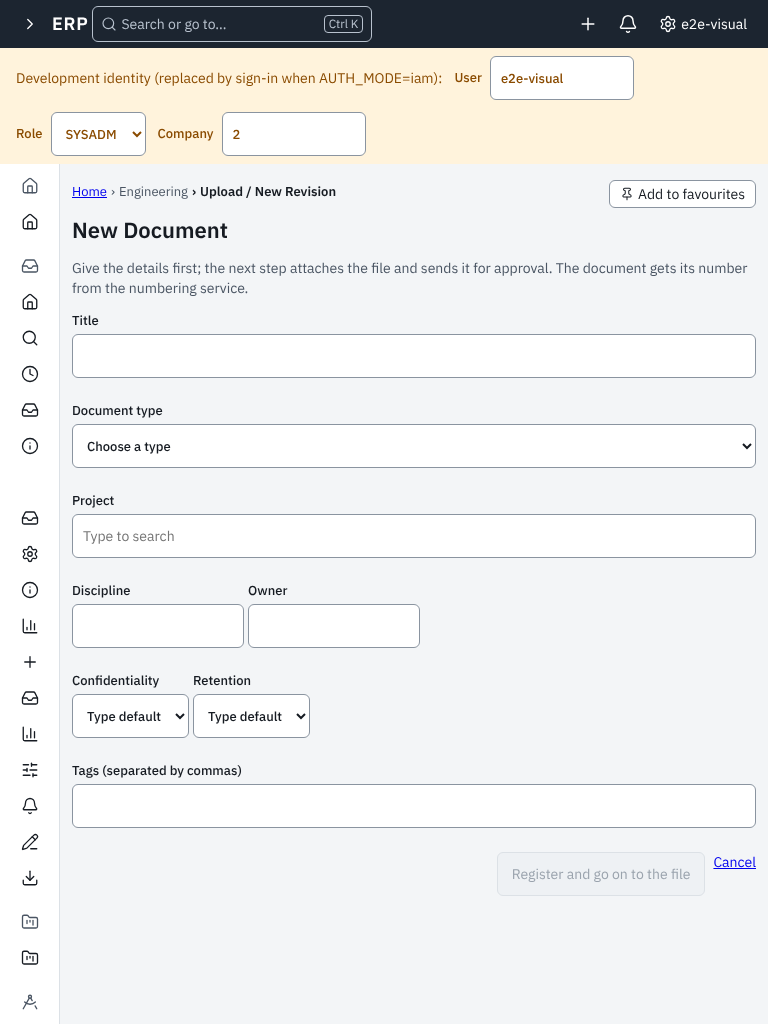 ERP
Search or go to...
Ctrl K
e2e-visual
Development identity (replaced by sign-in when AUTH_MODE=iam):
User
e2e-visual
Role
SYSADM
Company
2
Home › Engineering › Upload / New Revision
Add to favourites
New Document
Give the details first; the next step attaches the file and sends it for approval. The document gets its number
from the numbering service.
Title
Document type
Choose a type
Project
Type to search
Discipline
Owner
Confidentiality
Retention
Type default
Type default
Tags (separated by commas)
Register and go on to the file
Cancel